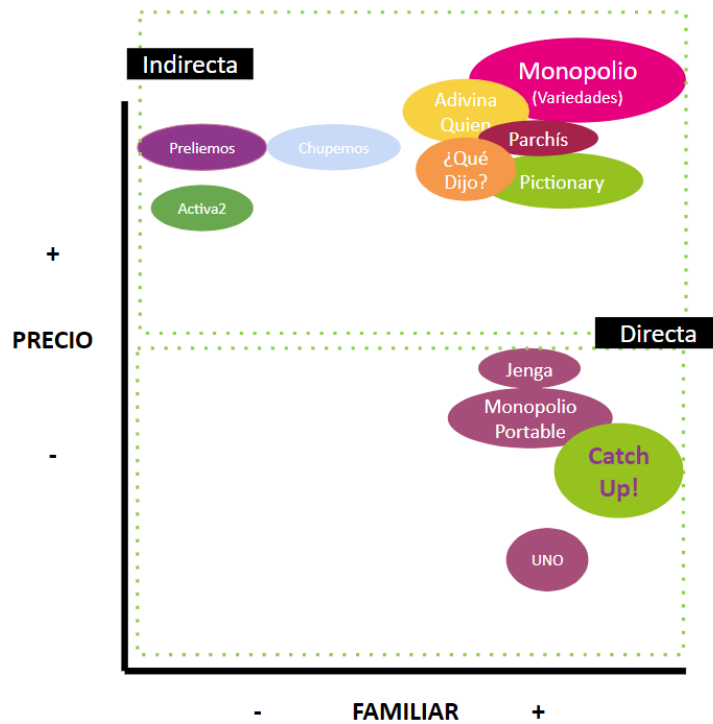 Indirecta
Monopolio
(Variedades)
Adivina
Quien
Parchís
Preliemos
Chupemos
¿Qué
Dijo?
Pictionary
Activa2
+
PRECIO
-
Directa
Jenga
Monopolio
Portable
Catch
Up!
UNO
- FAMILIAR +